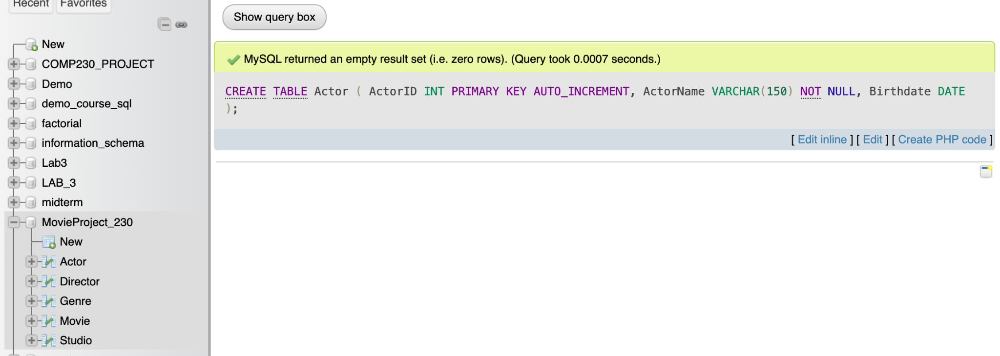 Recent Favorites
New
COMP230_PROJECT
Demo
demo_course_sql
factorial
information_schema
Lab3
LAB_3
midterm
MovieProject_230
New
Actor
Director
Genre
Movie
Studio
Show query box
MySQL returned an empty result set (i.e. zero rows). (Query took 0.0007 seconds.)
CREATE TABLE Actor ( ActorID INT PRIMARY KEY AUTO_INCREMENT, ActorName VARCHAR(150) NOT NULL, Birthdate DATE
);
[ Edit inline ] [ Edit ] [ Create PHP code ]